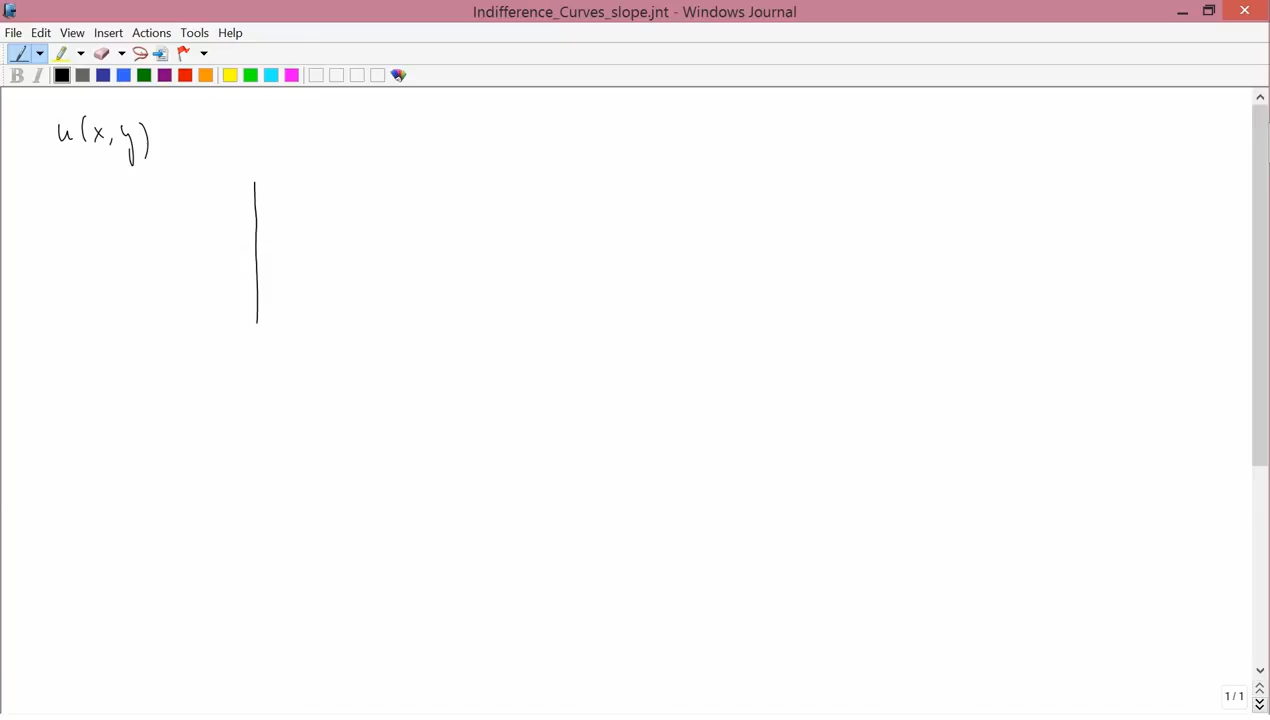 Indifference_Curves_slope.jnt - Windows Journal
File Edit View Insert Actions Tools Help
B I
u(x,y)
1 / 1